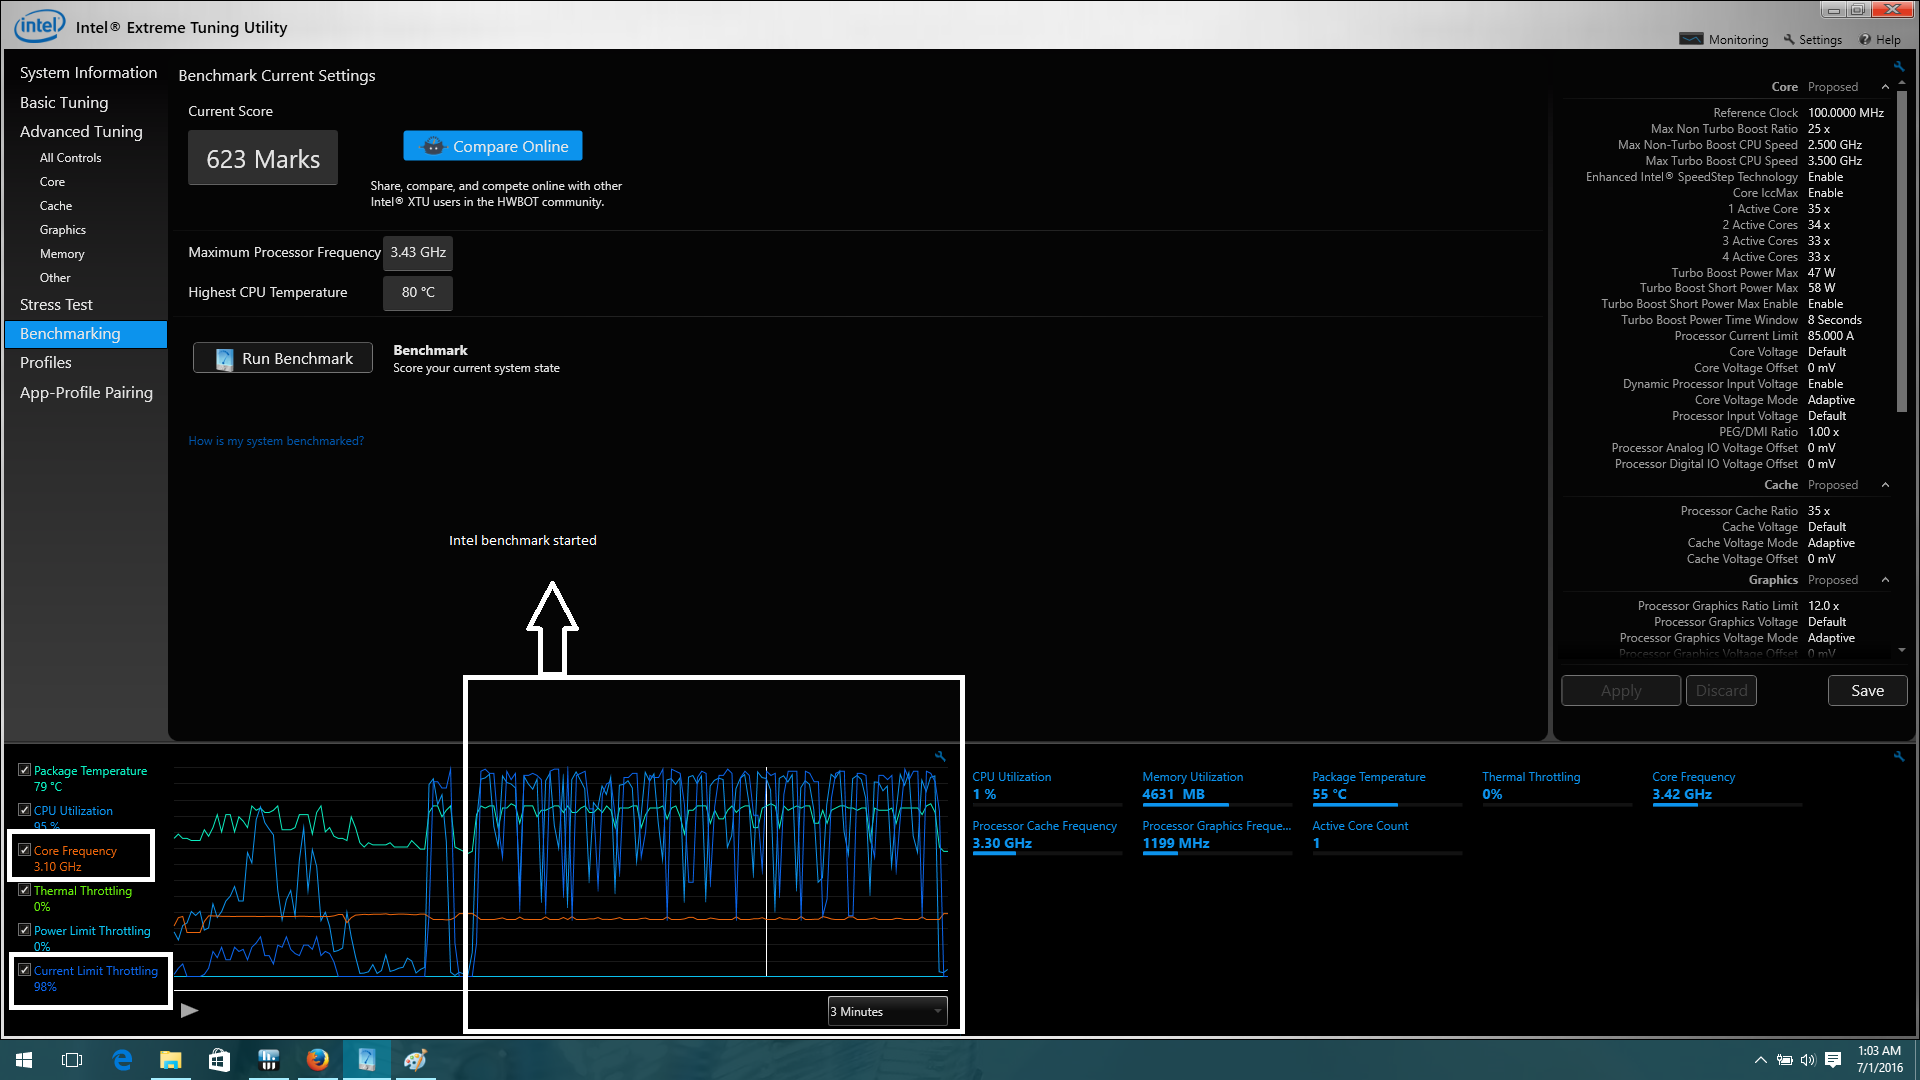 intel
Intel® Extreme Tuning Utility
Monitoring
Settings
Help
System Information
Basic Tuning
Advanced Tuning
All Controls
Core
Cache
Graphics
Memory
Other
Stress Test
Benchmarking
Profiles
App-Profile Pairing
Benchmark Current Settings
Current Score
623 Marks
Compare Online
Share, compare, and compete online with other
Intel® XTU users in the HWBOT community.
Maximum Processor Frequency 3.43 GHz
Highest CPU Temperature 80 °C
Run Benchmark
Benchmark
Score your current system state
How is my system benchmarked?
Intel benchmark started
Core Proposed
Reference Clock 100.0000 MHz
Max Non Turbo Boost Ratio 25 x
Max Non-Turbo Boost CPU Speed 2.500 GHz
Max Turbo Boost CPU Speed 3.500 GHz
Enhanced Intel® SpeedStep Technology Enable
Core IccMax Enable
1 Active Core 35 x
2 Active Cores 34 x
3 Active Cores 33 x
4 Active Cores 33 x
Turbo Boost Power Max 47 W
Turbo Boost Short Power Max 58 W
Turbo Boost Short Power Max Enable Enable
Turbo Boost Power Time Window 8 Seconds
Processor Current Limit 85.000 A
Core Voltage Default
Core Voltage Offset 0 mV
Dynamic Processor Input Voltage Enable
Core Voltage Mode Adaptive
Processor Input Voltage Default
PEG/DMI Ratio 1.00 x
Processor Analog IO Voltage Offset 0 mV
Processor Digital IO Voltage Offset 0 mV
Cache Proposed
Processor Cache Ratio 35 x
Cache Voltage Default
Cache Voltage Mode Adaptive
Cache Voltage Offset 0 mV
Graphics Proposed
Processor Graphics Ratio Limit 12.0 x
Processor Graphics Voltage Default
Processor Graphics Voltage Mode Adaptive
Processor Graphics Voltage Offset 0 mV
Apply
Discard
Save
Package Temperature
79 °C
CPU Utilization
95 %
Core Frequency
3.10 GHz
Thermal Throttling
0%
Power Limit Throttling
0%
Current Limit Throttling
98%
3 Minutes
CPU Utilization
1 %
Memory Utilization
4631 MB
Package Temperature
55 °C
Thermal Throttling
0%
Core Frequency
3.42 GHz
Processor Cache Frequency
3.30 GHz
Processor Graphics Freque...
1199 MHz
Active Core Count
1
1:03 AM
7/1/2016